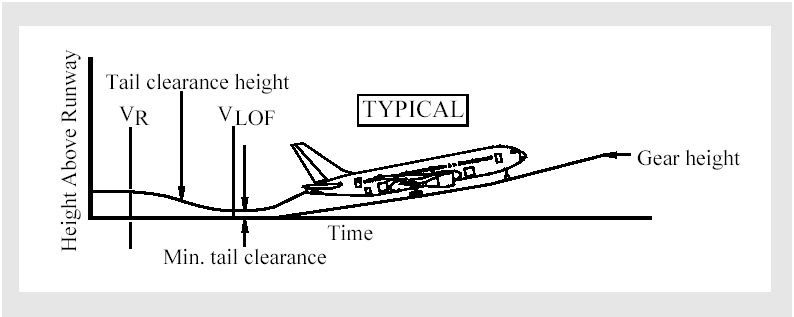 Height Above Runway
Tail clearance height
VR
VLOF
TYPICAL
Gear height
Time
Min. tail clearance